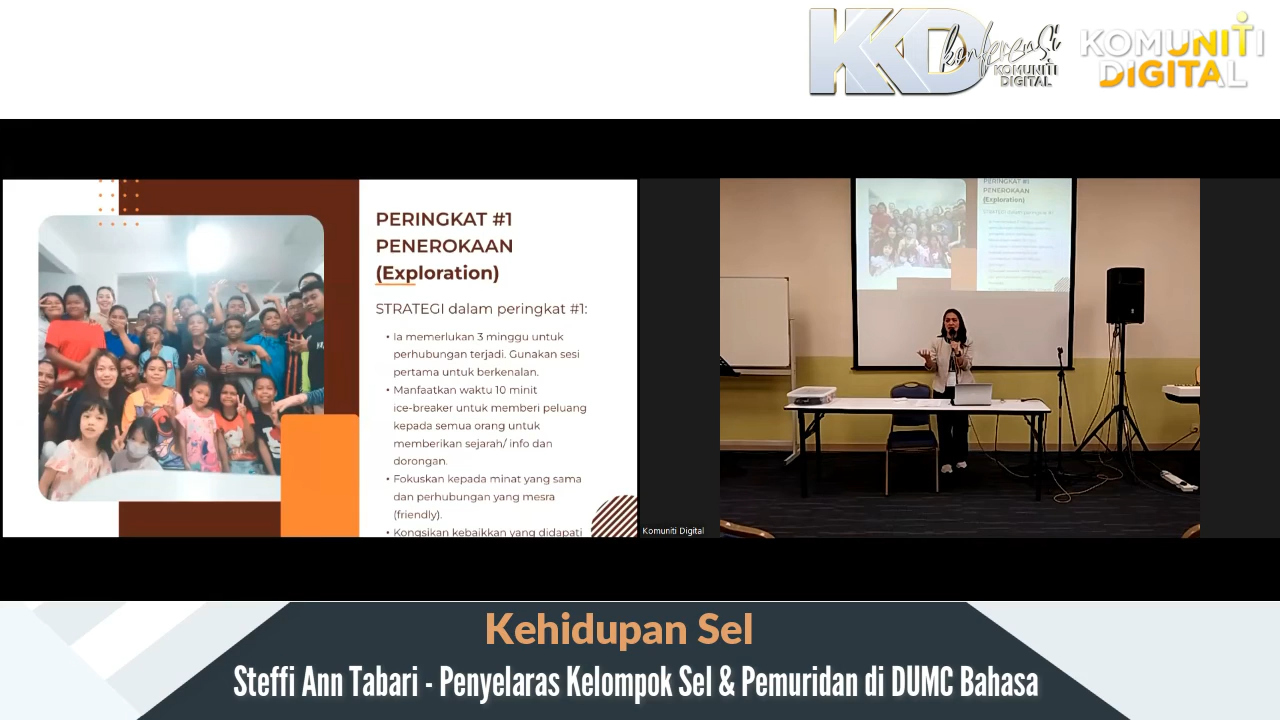 KD konferensi
KOMUNITI
DIGITAL
KOMUNITI
DIGITAL
PERINGKAT #1
PENEROKAAN
(Exploration)
STRATEGI dalam peringkat #1:
• Ia memerlukan 3 minggu untuk
perhubungan terjadi. Gunakan sesi
pertama untuk berkenalan.
• Manfaatkan waktu 10 minit
ice-breaker untuk memberi peluang
kepada semua orang untuk
memberikan sejarah/ info dan
dorongan.
• Fokuskan kepada minat yang sama
dan perhubungan yang mesra
(friendly).
• Kongsikan kebaikkan yang didapati
PERINGKAT #1
PENEROKAAN
(Exploration)
STRATEGI dalam peringkat #1:
Komuniti Digital
Kehidupan Sel
Steffi Ann Tabari - Penyelaras Kelompok Sel & Pemuridan di DUMC Bahasa